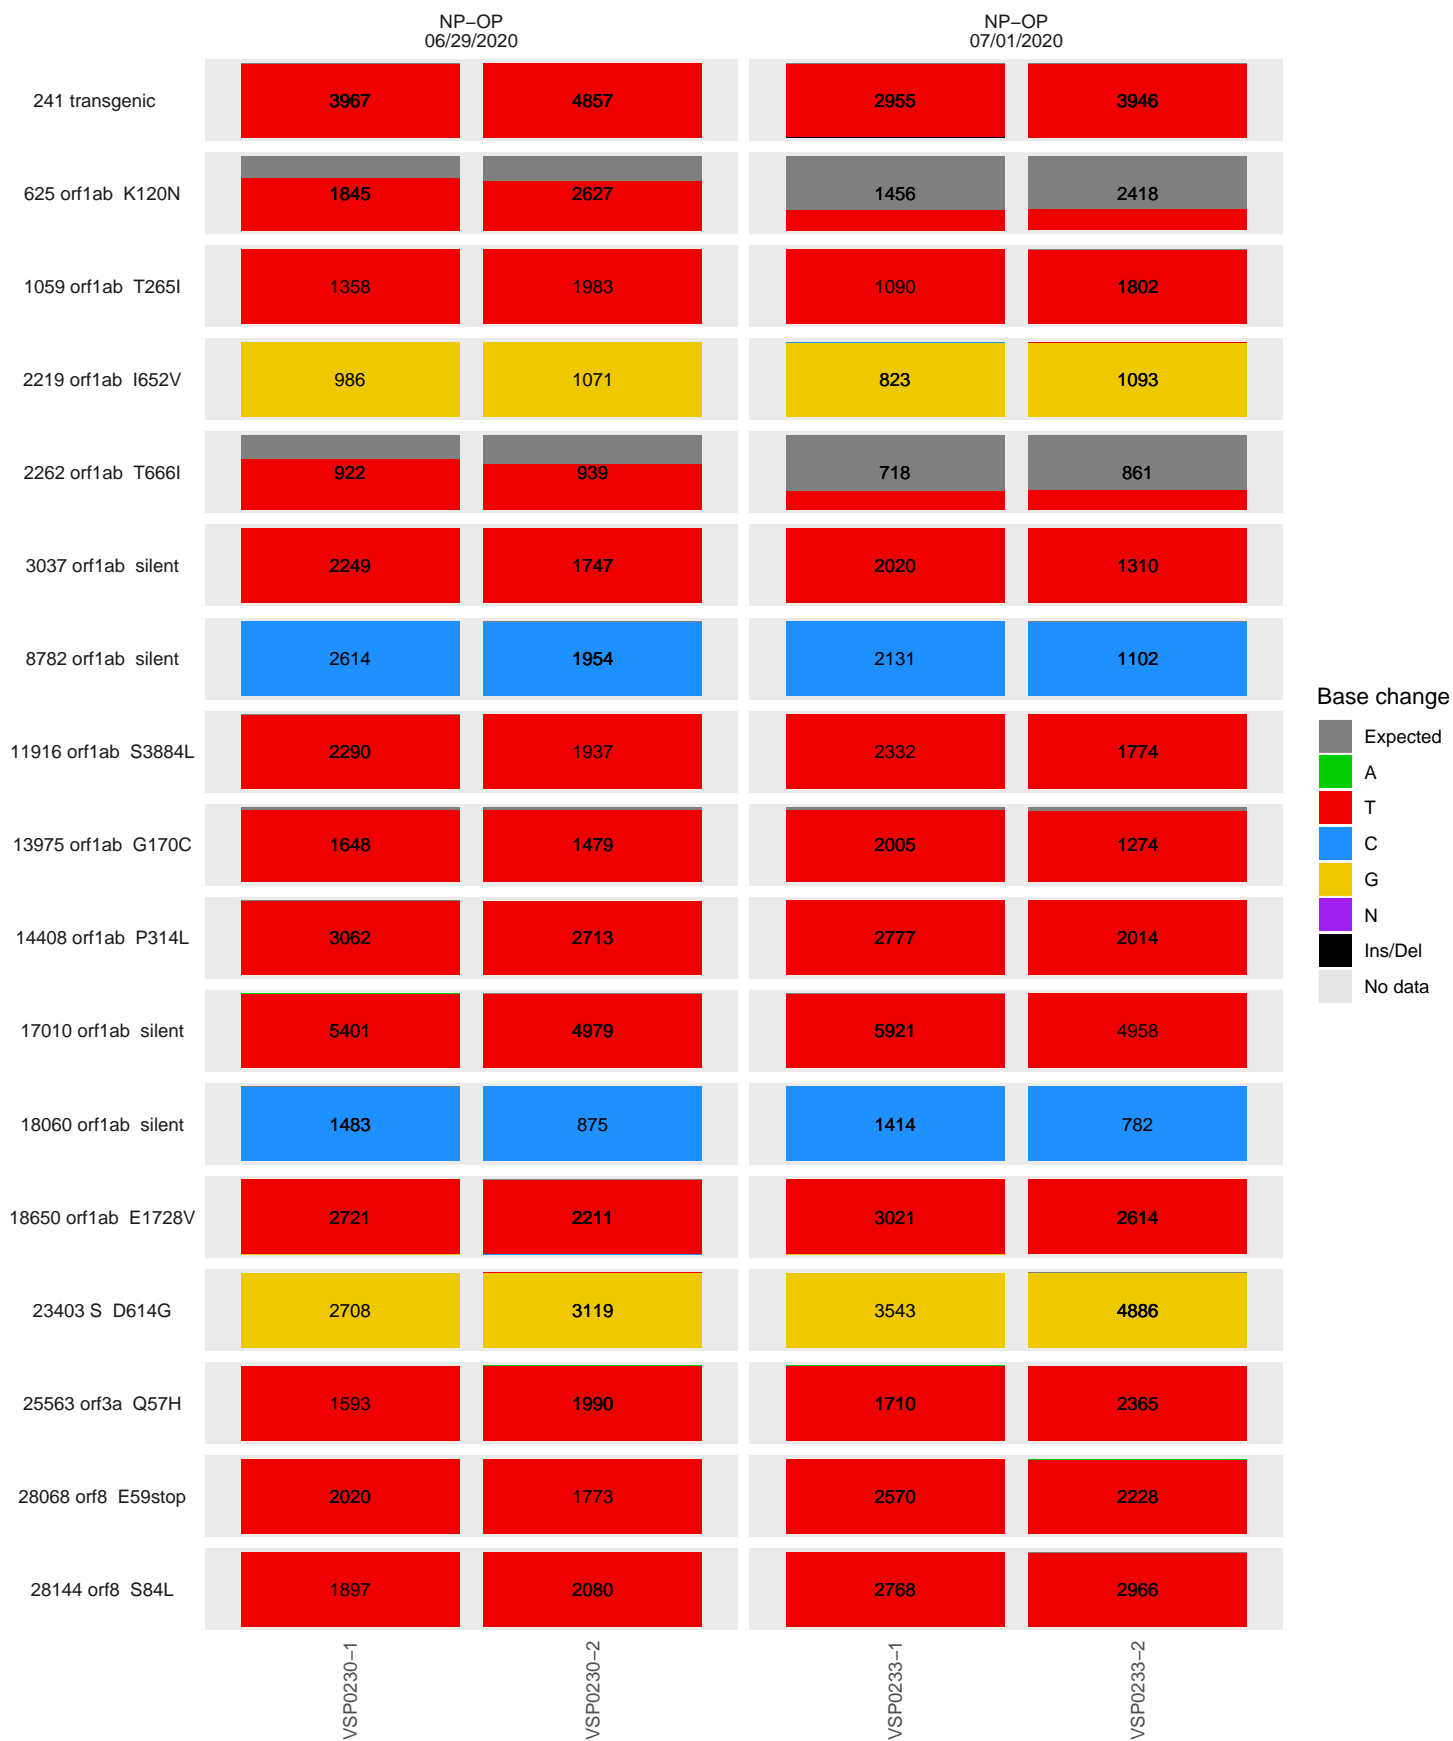 NP−OP
06/29/2020
NP−OP
07/01/2020
241 transgenic 3967 4857 2955 3946
625 orf1ab K120N 1845 2627 1456 2418
1059 orf1ab T265I 1358 1983 1090 1802
2219 orf1ab I652V 986 1071 823 1093
2262 orf1ab T666I 922 939 718 861
3037 orf1ab silent 2249 1747 2020 1310
8782 orf1ab silent 2614 1954 2131 1102
11916 orf1ab S3884L 2290 1937 2332 1774
13975 orf1ab G170C 1648 1479 2005 1274
14408 orf1ab P314L 3062 2713 2777 2014
17010 orf1ab silent 5401 4979 5921 4958
18060 orf1ab silent 1483 875 1414 782
18650 orf1ab E1728V 2721 2211 3021 2614
23403 S D614G 2708 3119 3543 4886
25563 orf3a Q57H 1593 1990 1710 2365
28068 orf8 E59stop 2020 1773 2570 2228
28144 orf8 S84L 1897 2080 2768 2966
VSP0230−1
VSP0230−2
VSP0233−1
VSP0233−2
Base change
Expected
A
T
C
G
N
Ins/Del
No data